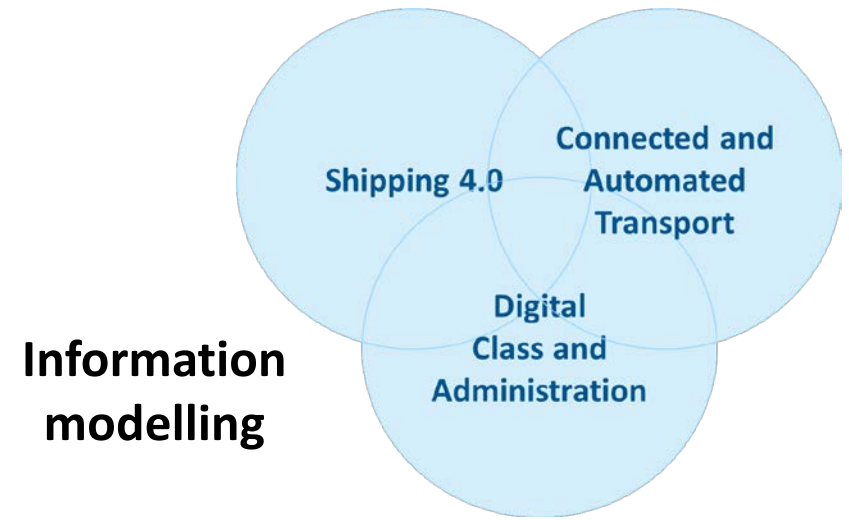 Connected and
Automated
Transport
Shipping 4.0
Digital
Class and
Administration
Information
modelling